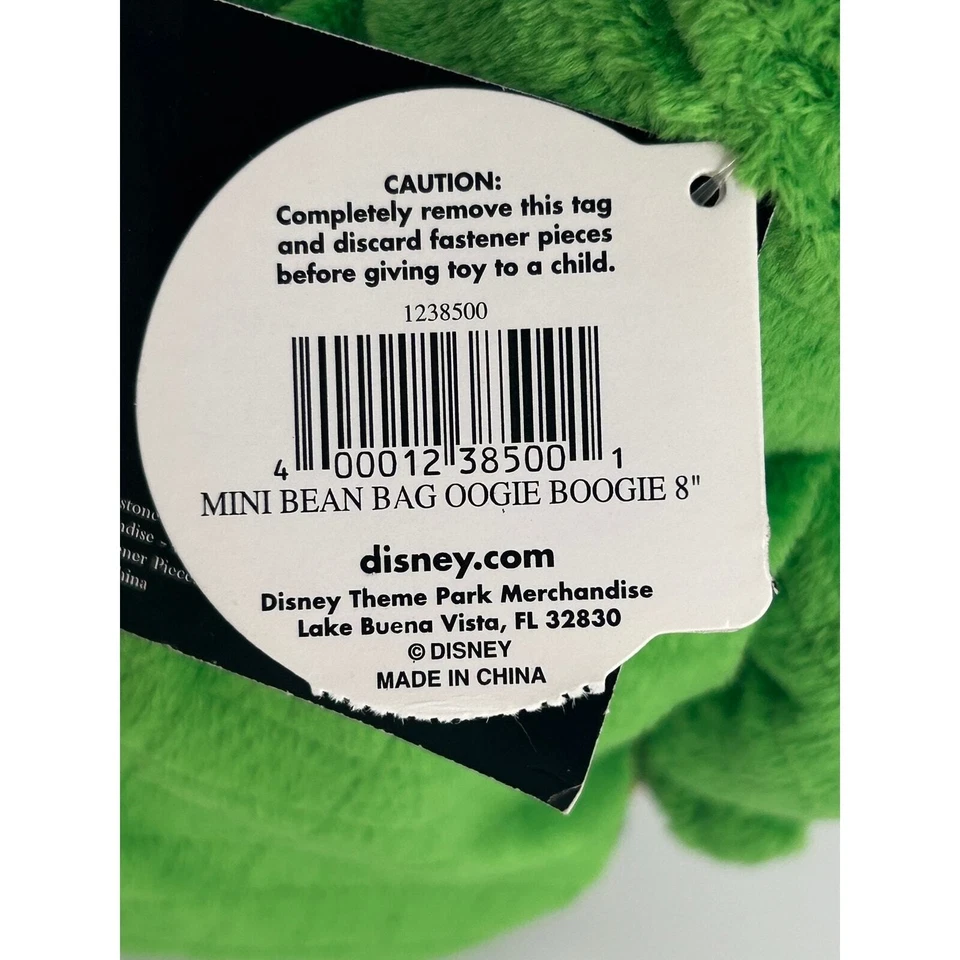 CAUTION:
Completely remove this tag
and discard fastener pieces
before giving toy to a child.
1238500
4 00012 38500 1
MINI BEAN BAG OOGIE BOOGIE 8"
disney.com
Disney Theme Park Merchandise
Lake Buena Vista, FL 32830
© DISNEY
MADE IN CHINA